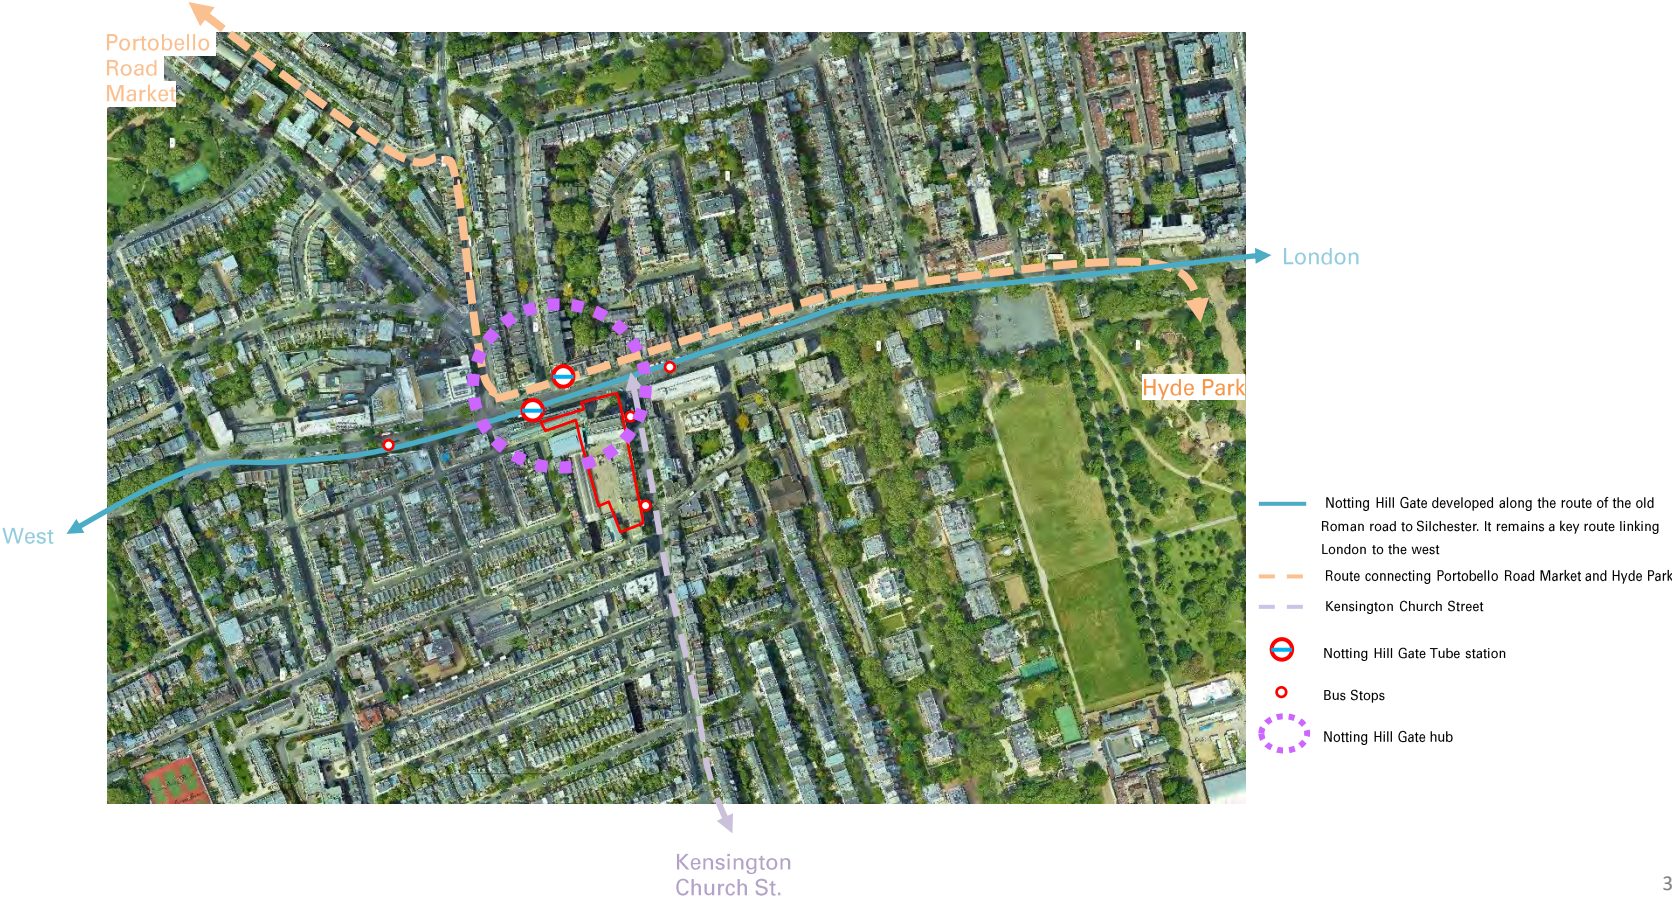 Portobello
Road
Market
London
Hyde Park
West
Notting Hill Gate developed along the route of the old
Roman road to Silchester. It remains a key route linking
London to the west
Route connecting Portobello Road Market and Hyde Park
Kensington Church Street
Notting Hill Gate Tube station
Bus Stops
Notting Hill Gate hub
Kensington
Church St.
3